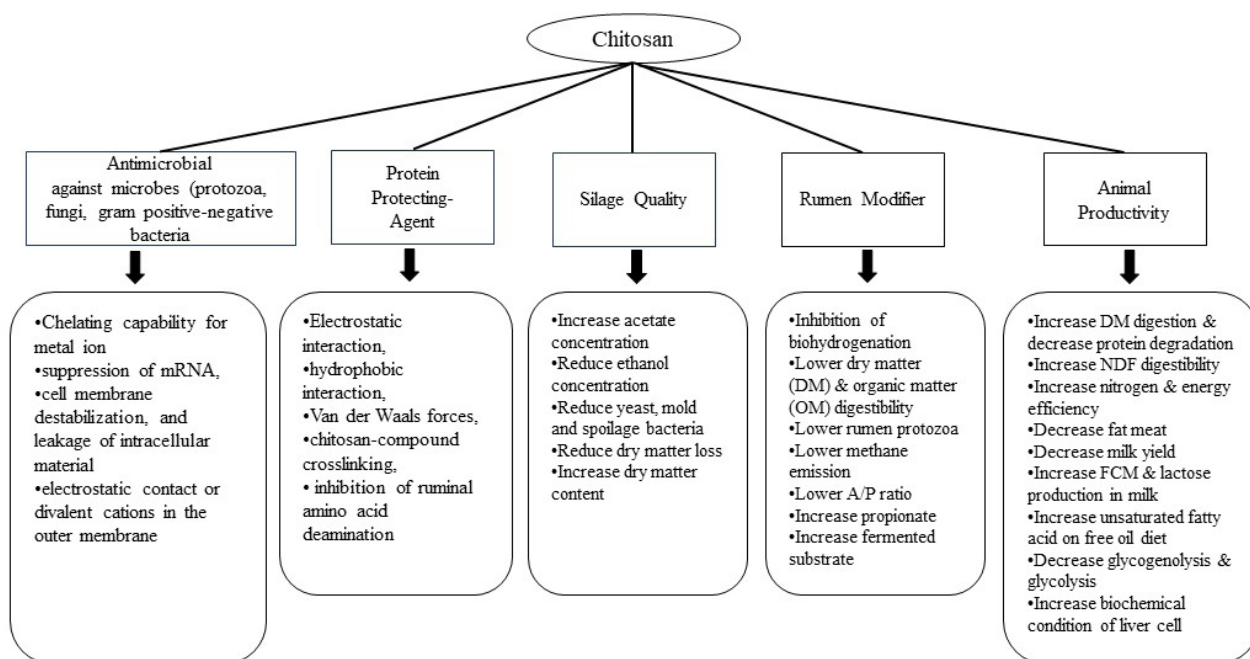 Chitosan
Antimicrobial
against microbes (protozoa,
fungi, gram positive-negative
bacteria
Protein
Protecting-
Agent
Silage Quality
Rumen Modifier
Animal
Productivity
•Chelating capability for
metal ion
•suppression of mRNA,
•cell membrane
destabilization, and
leakage of intracellular
material
•electrostatic contact or
divalent cations in the
outer membrane
•Electrostatic
interaction,
•hydrophobic
interaction,
•Van der Waals forces,
•chitosan-compound
crosslinking,
• inhibition of ruminal
amino acid
deamination
•Increase acetate
concentration
•Reduce ethanol
concentration
•Reduce yeast, mold
and spoilage bacteria
•Reduce dry matter loss
•Increase dry matter
content
•Inhibition of
biohydrogenation
•Lower dry matter
(DM) & organic matter
(OM) digestibility
•Lower rumen protozoa
•Lower methane
emission
•Lower A/P ratio
•Increase propionate
•Increase fermented
substrate
•Increase DM digestion &
decrease protein degradation
•Increase NDF digestibility
•Increase nitrogen & energy
efficiency
•Decrease fat meat
•Decrease milk yield
•Increase FCM & lactose
production in milk
•Increase unsaturated fatty
acid on free oil diet
•Decrease glycogenolysis &
glycolysis
•Increase biochemical
condition of liver cell